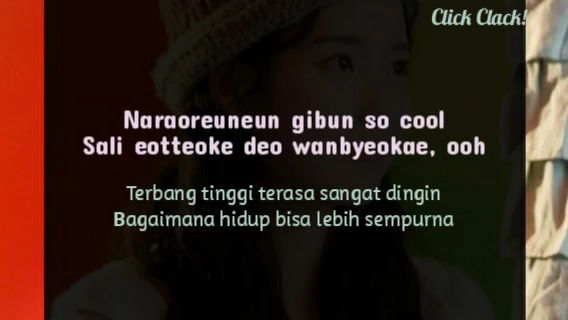 Click Clack!
Naraoreuneun gibun so cool
Sali eotteoke deo wanbyeokae, ooh
Terbang tinggi terasa sangat dingin
Bagaimana hidup bisa lebih sempurna